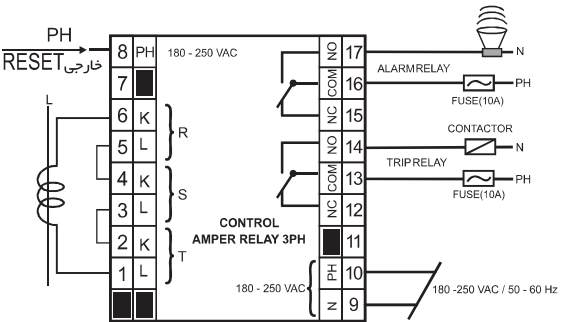 PH
RESET خارجی
L
8 PH 180 - 250 VAC
7
6 K
R
5 L
4 K
S
3 L
2 K
T
1 L
CONTROL
AMPER RELAY 3PH
NO 17
COM 16
NC 15
NO 14
COM 13
NC 12
11
PH 10
180 - 250 VAC
N 9
N
ALARM RELAY
PH
FUSE(10A)
CONTACTOR
N
TRIP RELAY
PH
FUSE(10A)
180 -250 VAC / 50 - 60 Hz